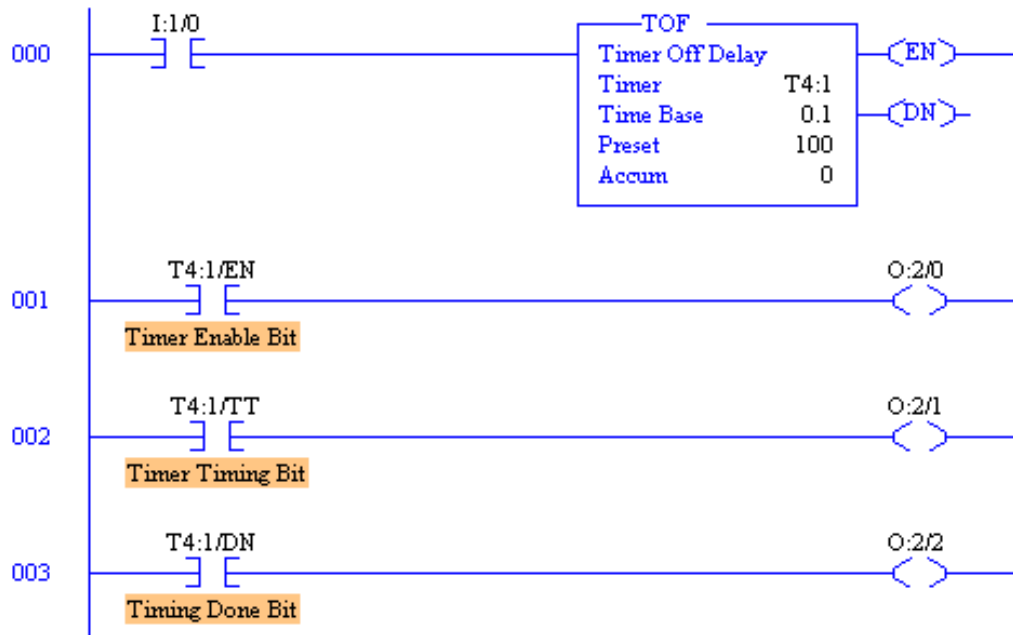 I:1/0
000
TOF
Timer Off Delay
EN
Timer T4:1
Time Base 0.1
DN
Preset 100
Accum 0
T4:1/EN
O:2/0
001
Timer Enable Bit
T4:1/TT
O:2/1
002
Timer Timing Bit
T4:1/DN
O:2/2
003
Timing Done Bit